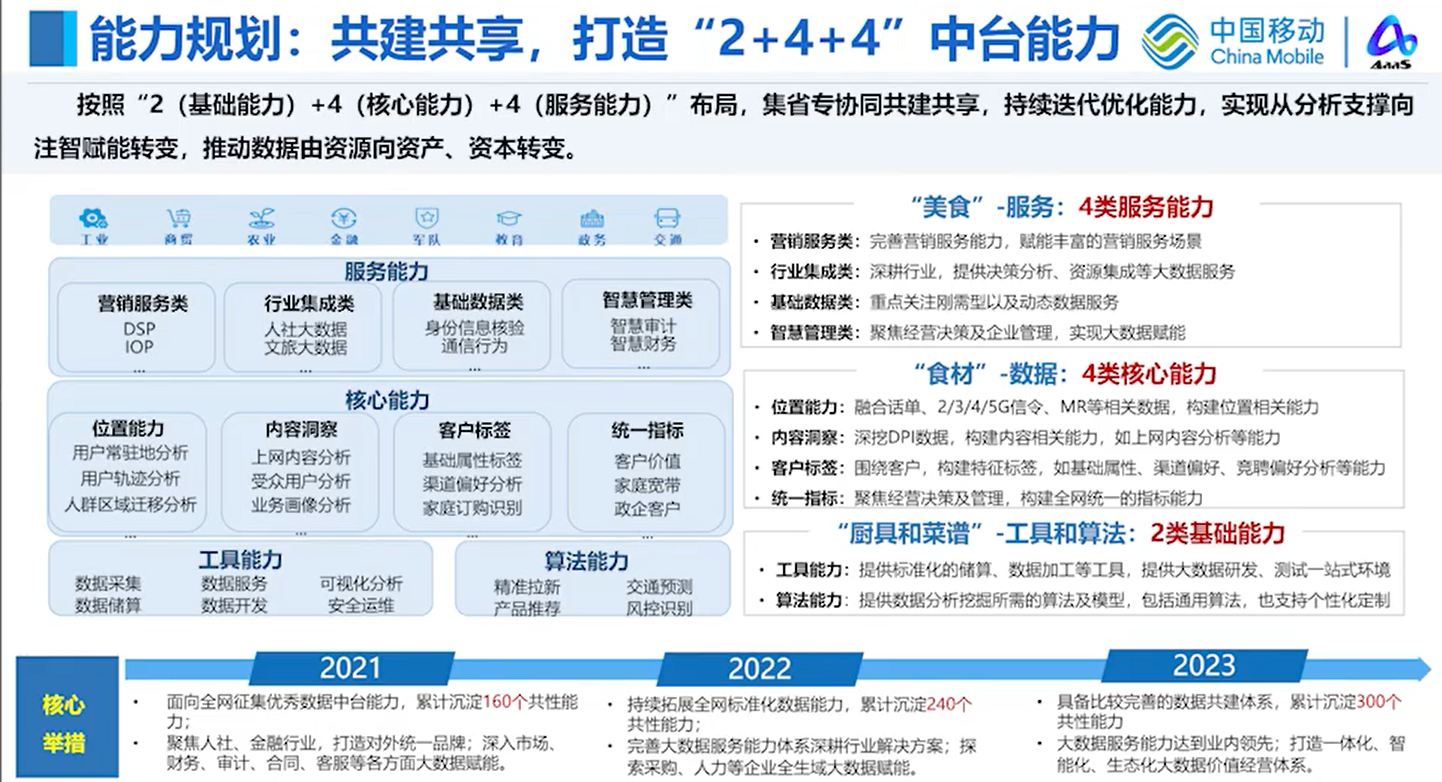 能力规划：共建共享，打造“2+4+4”中台能力
中国移动
China Mobile
AaaS
按照“2（基础能力）+4（核心能力）+4（服务能力）”布局，集省专协同共建共享，持续迭代优化能力，实现从分析支撑向
注智赋能转变，推动数据由资源向资产、资本转变。
工业 商贸 农业 金融 军队 教育 政务 交通
服务能力
营销服务类 行业集成类 基础数据类 智慧管理类
DSP 人社大数据 身份信息核验 智慧审计
IOP 文旅大数据 通信行为 智慧财务
... ... ... ...
核心能力
位置能力 内容洞察 客户标签 统一指标
用户常驻地分析 上网内容分析 基础属性标签 客户价值
用户轨迹分析 受众用户分析 渠道偏好分析 家庭宽带
人群区域迁移分析 业务画像分析 家庭订购识别 政企客户
... ... ... ...
工具能力
数据采集 数据服务 可视化分析
数据储算 数据开发 安全运维
算法能力
精准拉新 交通预测
产品推荐 风控识别
“美食”-服务：4类服务能力
• 营销服务类：完善营销服务能力，赋能丰富的营销服务场景
• 行业集成类：深耕行业，提供决策分析、资源集成等大数据服务
• 基础数据类：重点关注刚需型以及动态数据服务
• 智慧管理类：聚焦经营决策及企业管理，实现大数据赋能
“食材”-数据：4类核心能力
• 位置能力：融合话单、2/3/4/5G信令、MR等相关数据，构建位置相关能力
• 内容洞察：深挖DPI数据，构建内容相关能力，如上网内容分析等能力
• 客户标签：围绕客户，构建特征标签，如基础属性、渠道偏好、竞聘偏好分析等能力
• 统一指标：聚焦经营决策及管理，构建全网统一的指标能力
“厨具和菜谱”-工具和算法：2类基础能力
• 工具能力：提供标准化的储算、数据加工等工具，提供大数据研发、测试一站式环境
• 算法能力：提供数据分析挖掘所需的算法及模型，包括通用算法，也支持个性化定制
核心
举措
2021
• 面向全网征集优秀数据中台能力，累计沉淀160个共性能
力；
• 聚焦人社、金融行业，打造对外统一品牌；深入市场、
财务、审计、合同、客服等各方面大数据赋能。
2022
• 持续拓展全网标准化数据能力，累计沉淀240个
共性能力；
• 完善大数据服务能力体系深耕行业解决方案；探
索采购、人力等企业全生域大数据赋能。
2023
• 具备比较完善的数据共建体系，累计沉淀300个
共性能力
• 大数据服务能力达到业内领先；打造一体化、智
能化、生态化大数据价值经营体系。